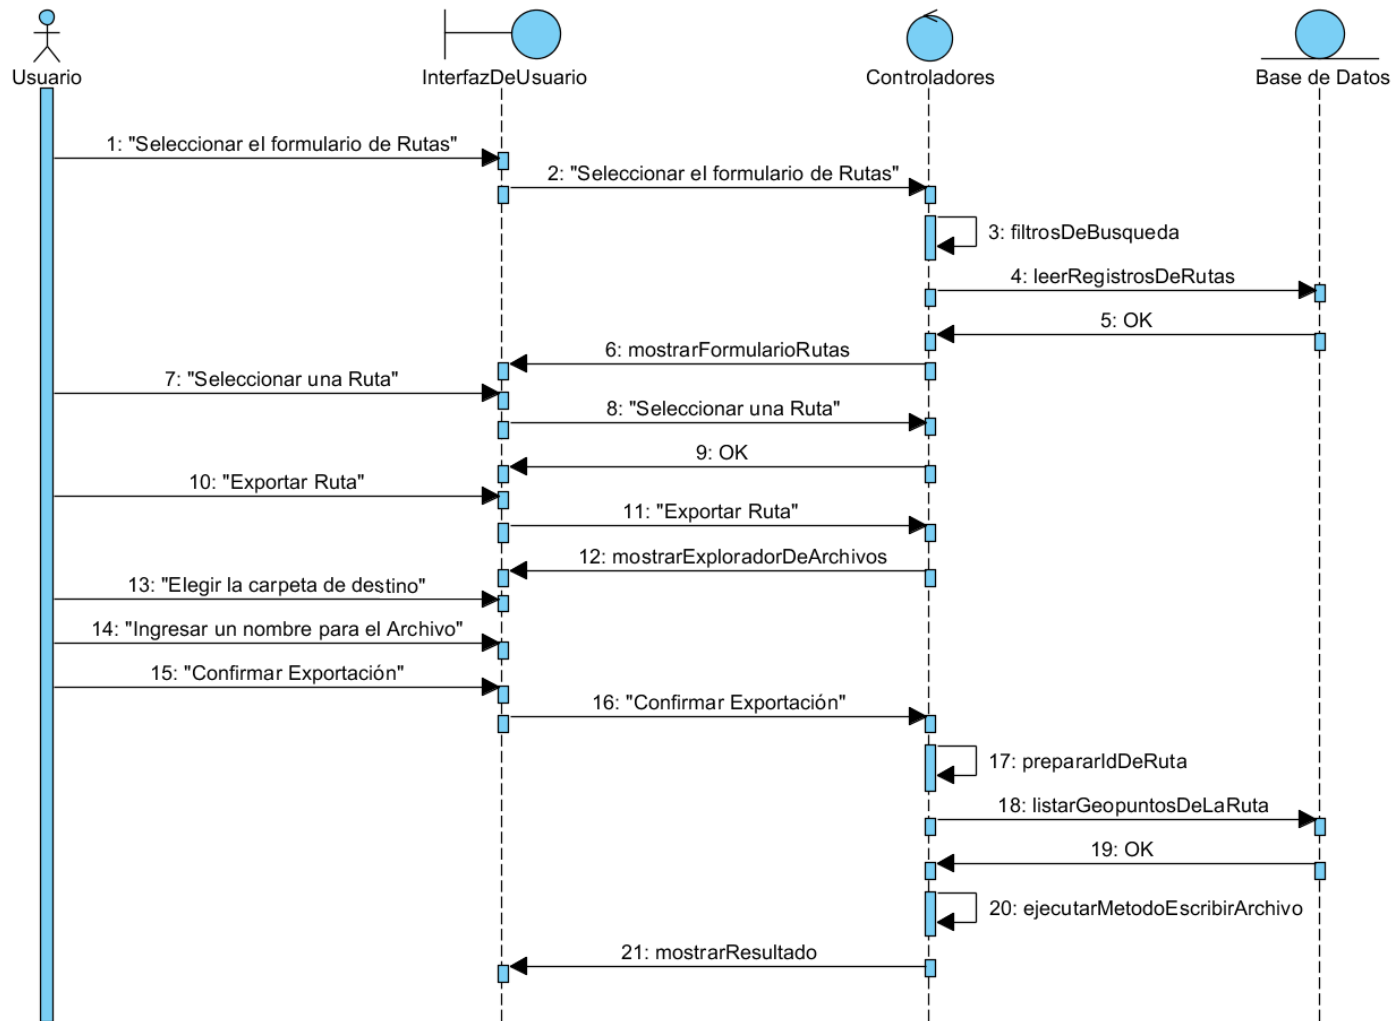 Usuario
InterfazDeUsuario
Controladores
Base de Datos
1: "Seleccionar el formulario de Rutas"
2: "Seleccionar el formulario de Rutas"
3: filtrosDeBusqueda
4: leerRegistrosDeRutas
5: OK
6: mostrarFormularioRutas
7: "Seleccionar una Ruta"
8: "Seleccionar una Ruta"
9: OK
10: "Exportar Ruta"
11: "Exportar Ruta"
12: mostrarExploradorDeArchivos
13: "Elegir la carpeta de destino"
14: "Ingresar un nombre para el Archivo"
15: "Confirmar Exportación"
16: "Confirmar Exportación"
17: prepararIdDeRuta
18: listarGeopuntosDeLaRuta
19: OK
20: ejecutarMetodoEscribirArchivo
21: mostrarResultado